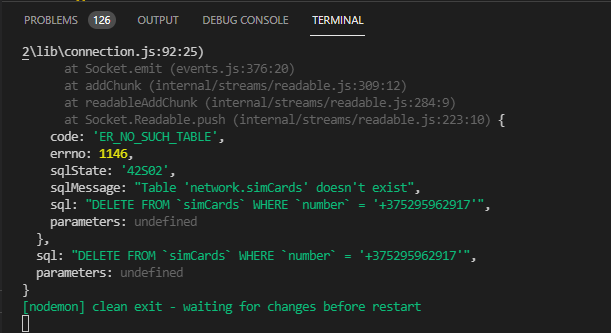 PROBLEMS 126 OUTPUT DEBUG CONSOLE TERMINAL
2\lib\connection.js:92:25)
at Socket.emit (events.js:376:20)
at addChunk (internal/streams/readable.js:309:12)
at readableAddChunk (internal/streams/readable.js:284:9)
at Socket.Readable.push (internal/streams/readable.js:223:10) {
code: 'ER_NO_SUCH_TABLE',
errno: 1146,
sqlState: '42S02',
sqlMessage: "Table 'network.simCards' doesn't exist",
sql: "DELETE FROM `simCards` WHERE `number` = '+375295962917'",
parameters: undefined
},
sql: "DELETE FROM `simCards` WHERE `number` = '+375295962917'",
parameters: undefined
}
[nodemon] clean exit - waiting for changes before restart